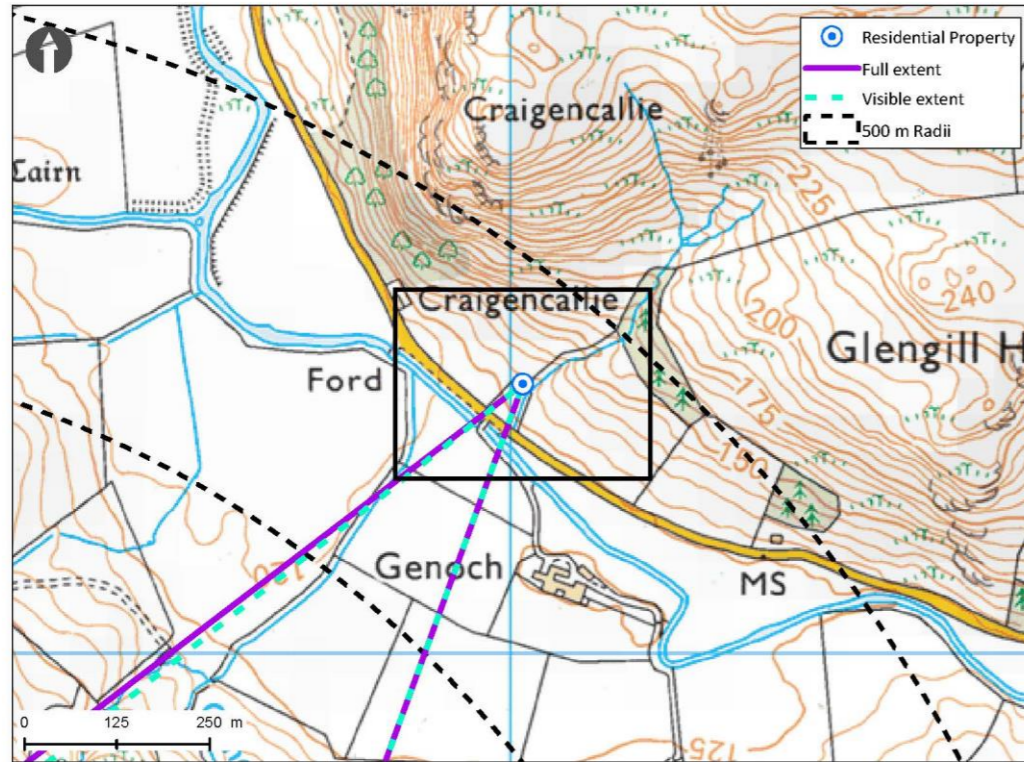 Residential Property
Full extent
Visible extent
500 m Radii
Craigencallie
Cairn
225
240
Craigencallie
200
Glengill H
Ford
175
150
120
Genoch
MS
0 125 250 m
125